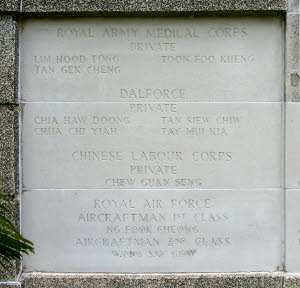 ROYAL ARMY MEDICAL CORPS
PRIVATE
LIM HOOD TONG TOON FOO KHENG
TAN GEK CHENG
DALFORCE
PRIVATE
CHIA HAW DOONG TAN SIEW CHIW
CHUA CHI YIAH TAY MUI KIA
CHINESE LABOUR CORPS
PRIVATE
CHEW GUAN SENG
ROYAL AIR FORCE
AIRCRAFTMAN 1ST CLASS
NG FOOK CHEONG
AIRCRAFTMAN 2ND CLASS